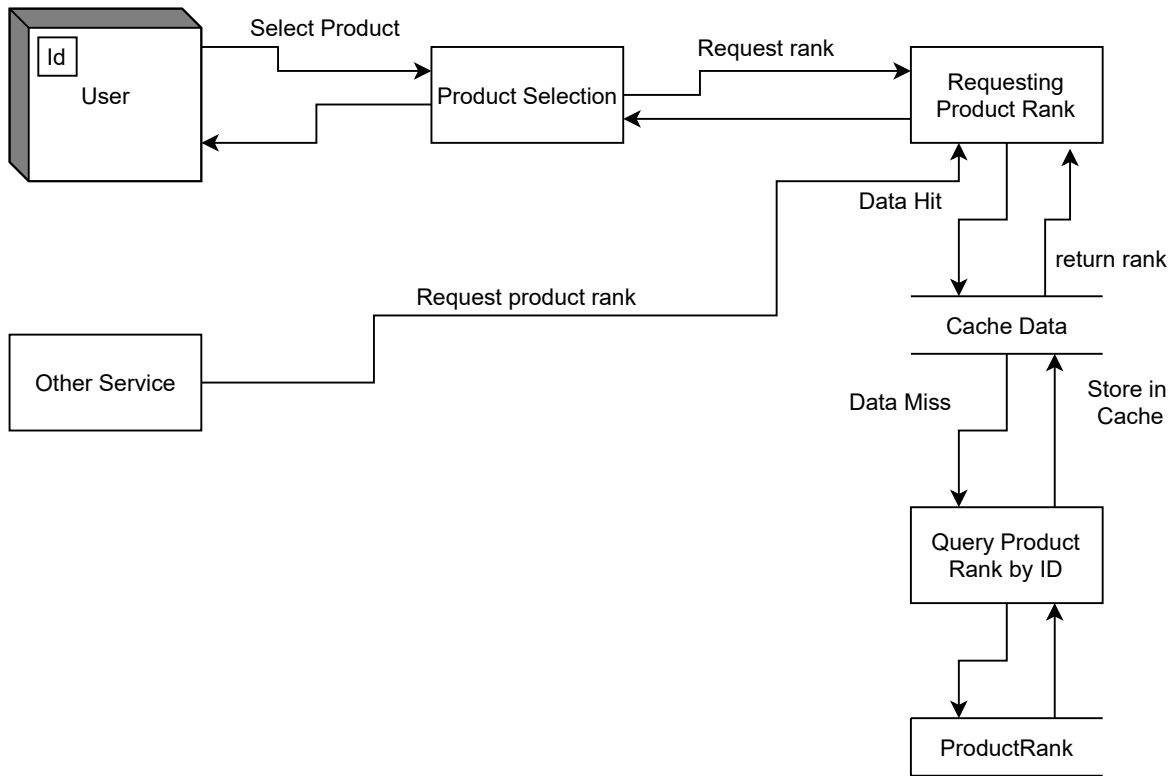 Id
User
Select Product
Product Selection
Request rank
Requesting
Product Rank
Data Hit
return rank
Request product rank
Cache Data
Other Service
Data Miss
Store in
Cache
Query Product
Rank by ID
ProductRank